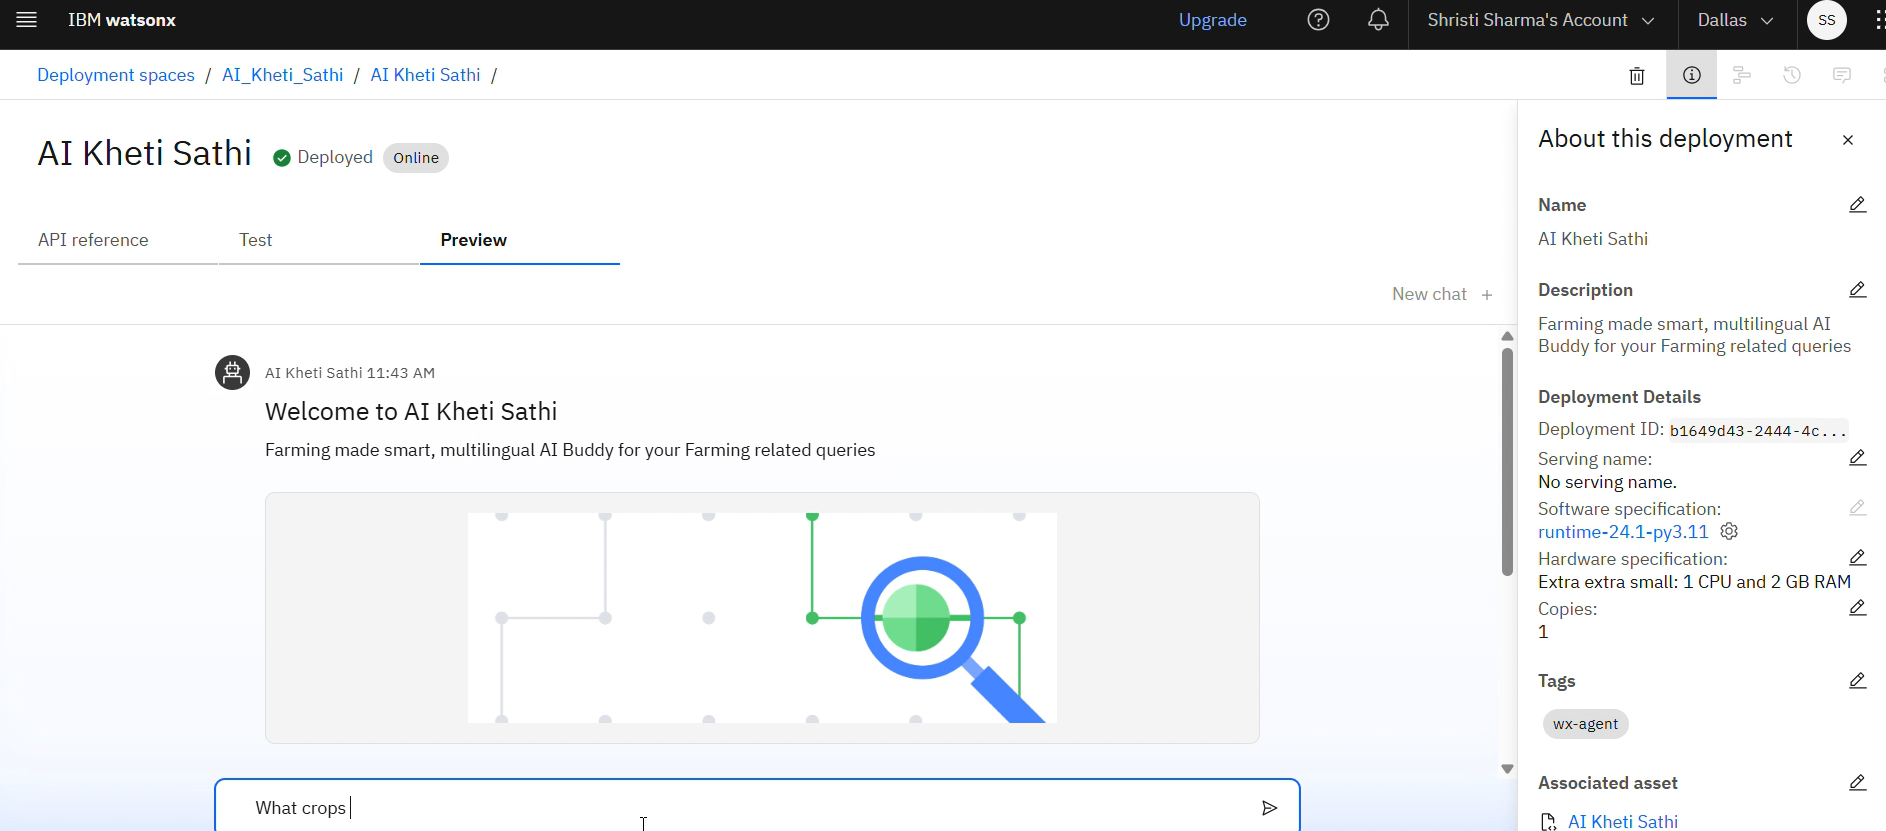 IBM watsonx
Upgrade
Shristi Sharma's Account
Dallas
SS
Deployment spaces / AI_Kheti_Sathi / AI Kheti Sathi /
AI Kheti Sathi
Deployed
Online
API reference
Test
Preview
New chat +
AI Kheti Sathi 11:43 AM
Welcome to AI Kheti Sathi
Farming made smart, multilingual AI Buddy for your Farming related queries
What crops
About this deployment
Name
AI Kheti Sathi
Description
Farming made smart, multilingual AI
Buddy for your Farming related queries
Deployment Details
Deployment ID: b1649d43-2444-4c...
Serving name:
No serving name.
Software specification:
runtime-24.1-py3.11
Hardware specification:
Extra extra small: 1 CPU and 2 GB RAM
Copies:
1
Tags
wx-agent
Associated asset
AI Kheti Sathi